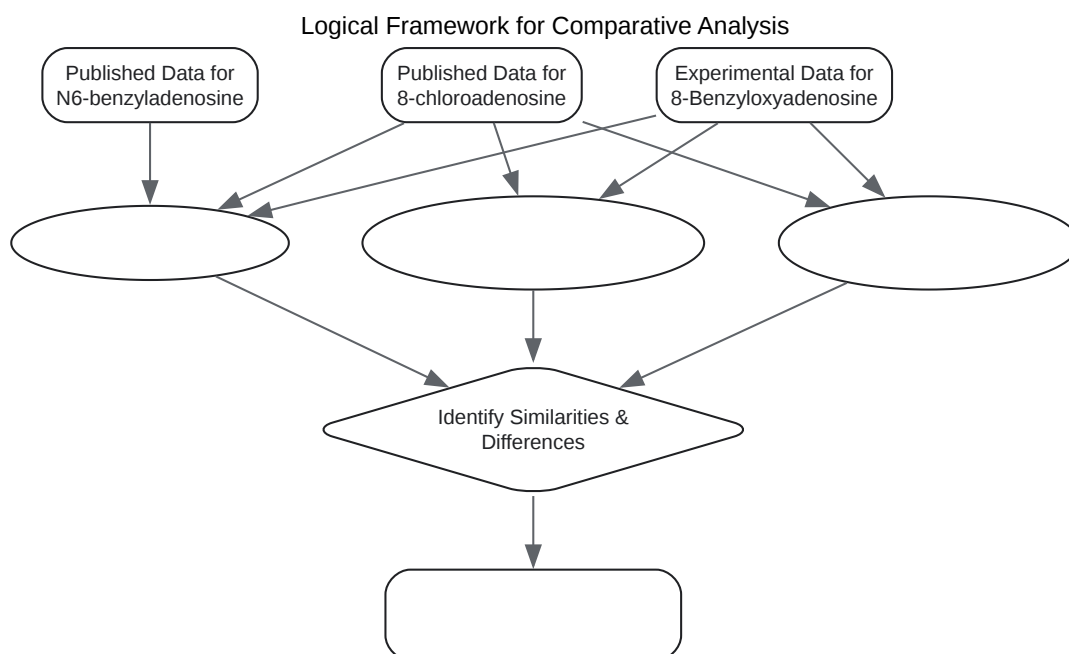 Logical Framework for Comparative Analysis
Published Data for
N6-benzyladenosine
Published Data for
8-chloroadenosine
Experimental Data for
8-Benzyloxyadenosine
Identify Similarities &
Differences